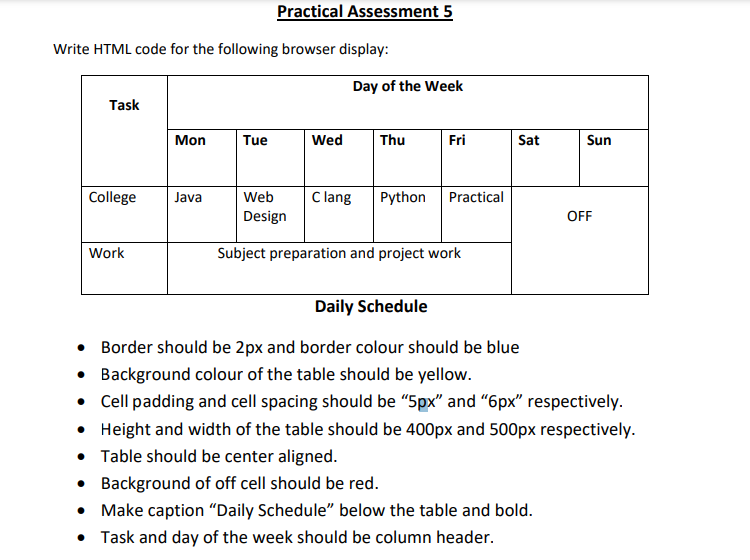 Practical Assessment 5
Write HTML code for the following browser display:
Day of the Week
Task
Mon Tue Wed Thu Fri Sat Sun
College Java Web C lang Python Practical
Design OFF
Work Subject preparation and project work
Daily Schedule
• Border should be 2px and border colour should be blue
• Background colour of the table should be yellow.
• Cell padding and cell spacing should be “5px” and “6px” respectively.
• Height and width of the table should be 400px and 500px respectively.
• Table should be center aligned.
• Background of off cell should be red.
• Make caption “Daily Schedule” below the table and bold.
• Task and day of the week should be column header.